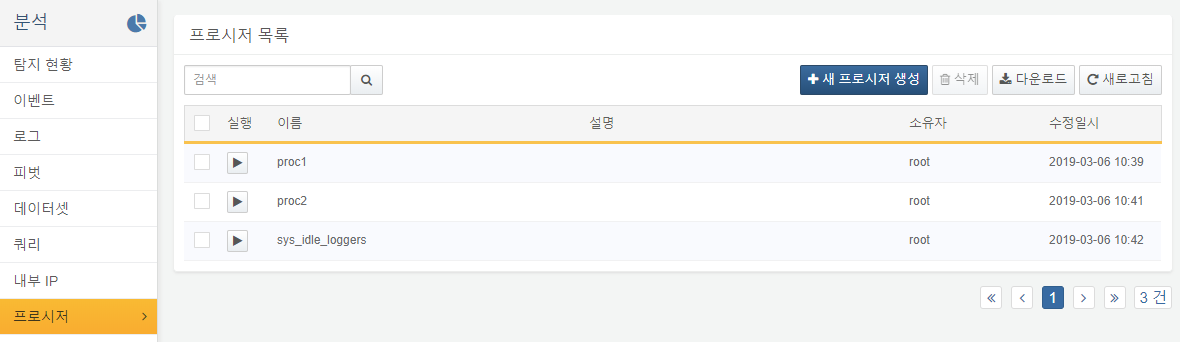 분석
탐지 현황
이벤트
로그
피벗
데이터셋
쿼리
내부 IP
프로시저
프로시저 목록
검색
새 프로시저 생성 삭제 다운로드 새로고침
실행 이름 설명 소유자 수정일시
proc1 root 2019-03-06 10:39
proc2 root 2019-03-06 10:41
sys_idle_loggers root 2019-03-06 10:42
« ‹ 1 › » 3 건